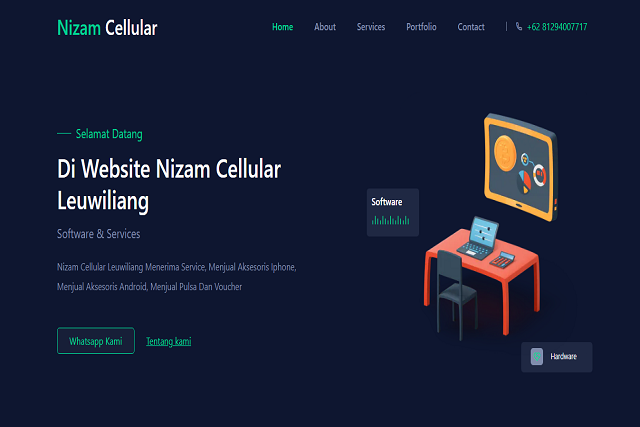 Nizam Cellular
Home About Services Portfolio Contact +62 81294007717
Selamat Datang
Di Website Nizam Cellular
Leuwiliang
Software & Services
Nizam Cellular Leuwiliang Menerima Service, Menjual Aksesoris Iphone,
Menjual Aksesoris Android, Menjual Pulsa Dan Voucher
Whatsapp Kami Tentang kami
Software
Hardware